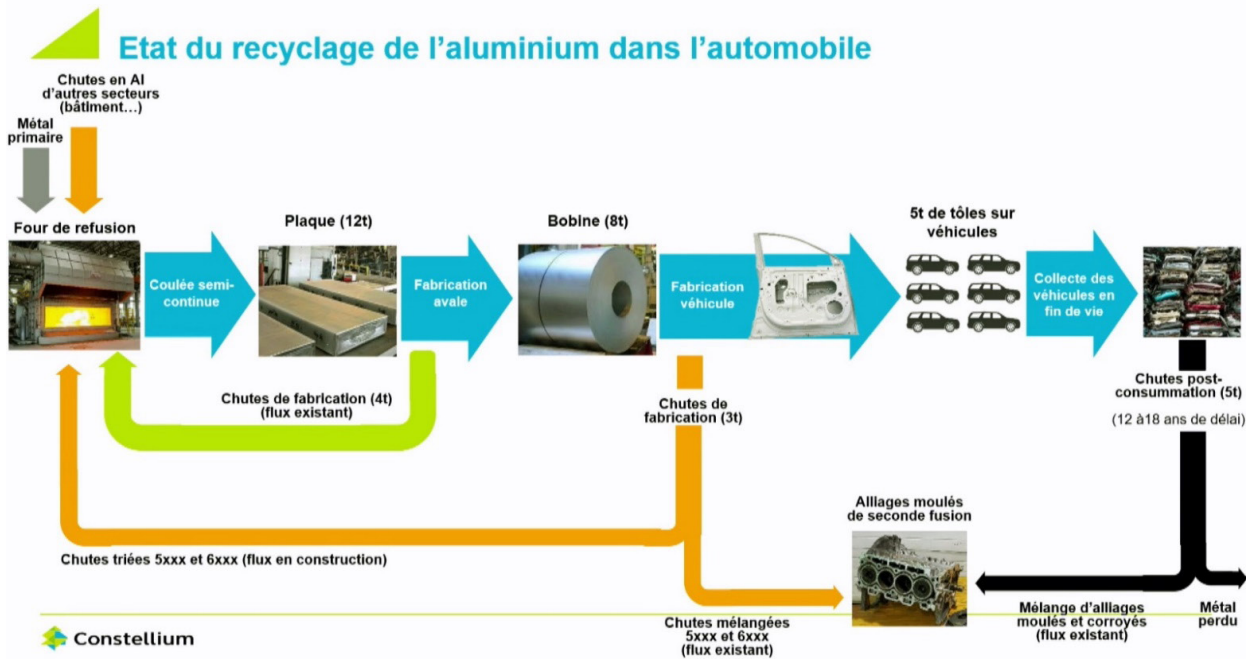 Etat du recyclage de l'aluminium dans l'automobile
Chutes en Al
d'autres secteurs
(bâtiment…)
Métal
primaire
Four de refusion
Coulée semi-
continue
Plaque (12t)
Fabrication
avale
Bobine (8t)
Fabrication
véhicule
5t de tôles sur
véhicules
Collecte des
véhicules en
fin de vie
Chutes de fabrication (4t)
(flux existant)
Chutes de
fabrication (3t)
Chutes post-
consummation (5t)
(12 à18 ans de délai)
Alliages moulés
de seconde fusion
Chutes triées 5xxx et 6xxx (flux en construction)
Chutes mélangées
5xxx et 6xxx
(flux existant)
Mélange d'alliages
moulés et corroyés
(flux existant)
Métal
perdu
Constellium